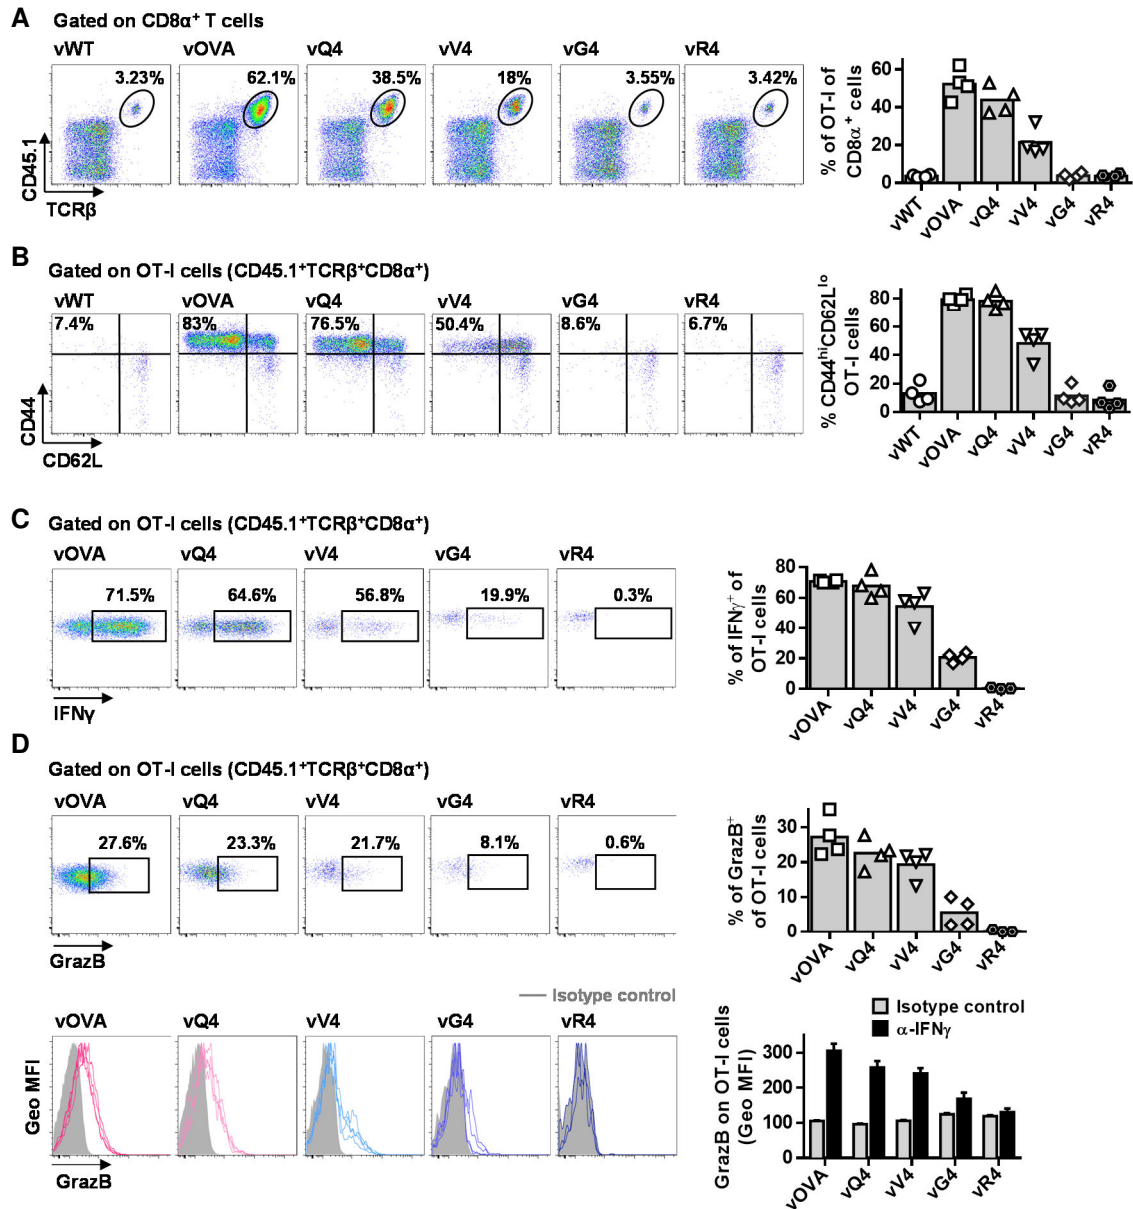 A
Gated on CD8α⁺ T cells
vWT vOVA vQ4 vV4 vG4 vR4
3.23% 62.1% 38.5% 18% 3.55% 3.42%
CD45.1
TCRβ
% of OT-I of
CD8α⁺ cells
60
40
20
0
vWT vOVA vQ4 vV4 vG4 vR4
B
Gated on OT-I cells (CD45.1⁺TCRβ⁺CD8α⁺)
vWT vOVA vQ4 vV4 vG4 vR4
7.4% 83% 76.5% 50.4% 8.6% 6.7%
CD44
CD62L
% CD44ʰⁱCD62Lˡᵒ
OT-I cells
80
60
40
20
0
vWT vOVA vQ4 vV4 vG4 vR4
C
Gated on OT-I cells (CD45.1⁺TCRβ⁺CD8α⁺)
vOVA vQ4 vV4 vG4 vR4
71.5% 64.6% 56.8% 19.9% 0.3%
IFNγ
% of IFNγ⁺ of
OT-I cells
80
60
40
20
0
vOVA vQ4 vV4 vG4 vR4
D
Gated on OT-I cells (CD45.1⁺TCRβ⁺CD8α⁺)
vOVA vQ4 vV4 vG4 vR4
27.6% 23.3% 21.7% 8.1% 0.6%
GrazB
% of GrazB⁺
of OT-I cells
30
20
10
0
vOVA vQ4 vV4 vG4 vR4
Isotype control
vOVA vQ4 vV4 vG4 vR4
Geo MFI
GrazB
Isotype control
α-IFNγ
GrazB on OT-I cells
(Geo MFI)
300
200
100
0
vOVA vQ4 vV4 vG4 vR4